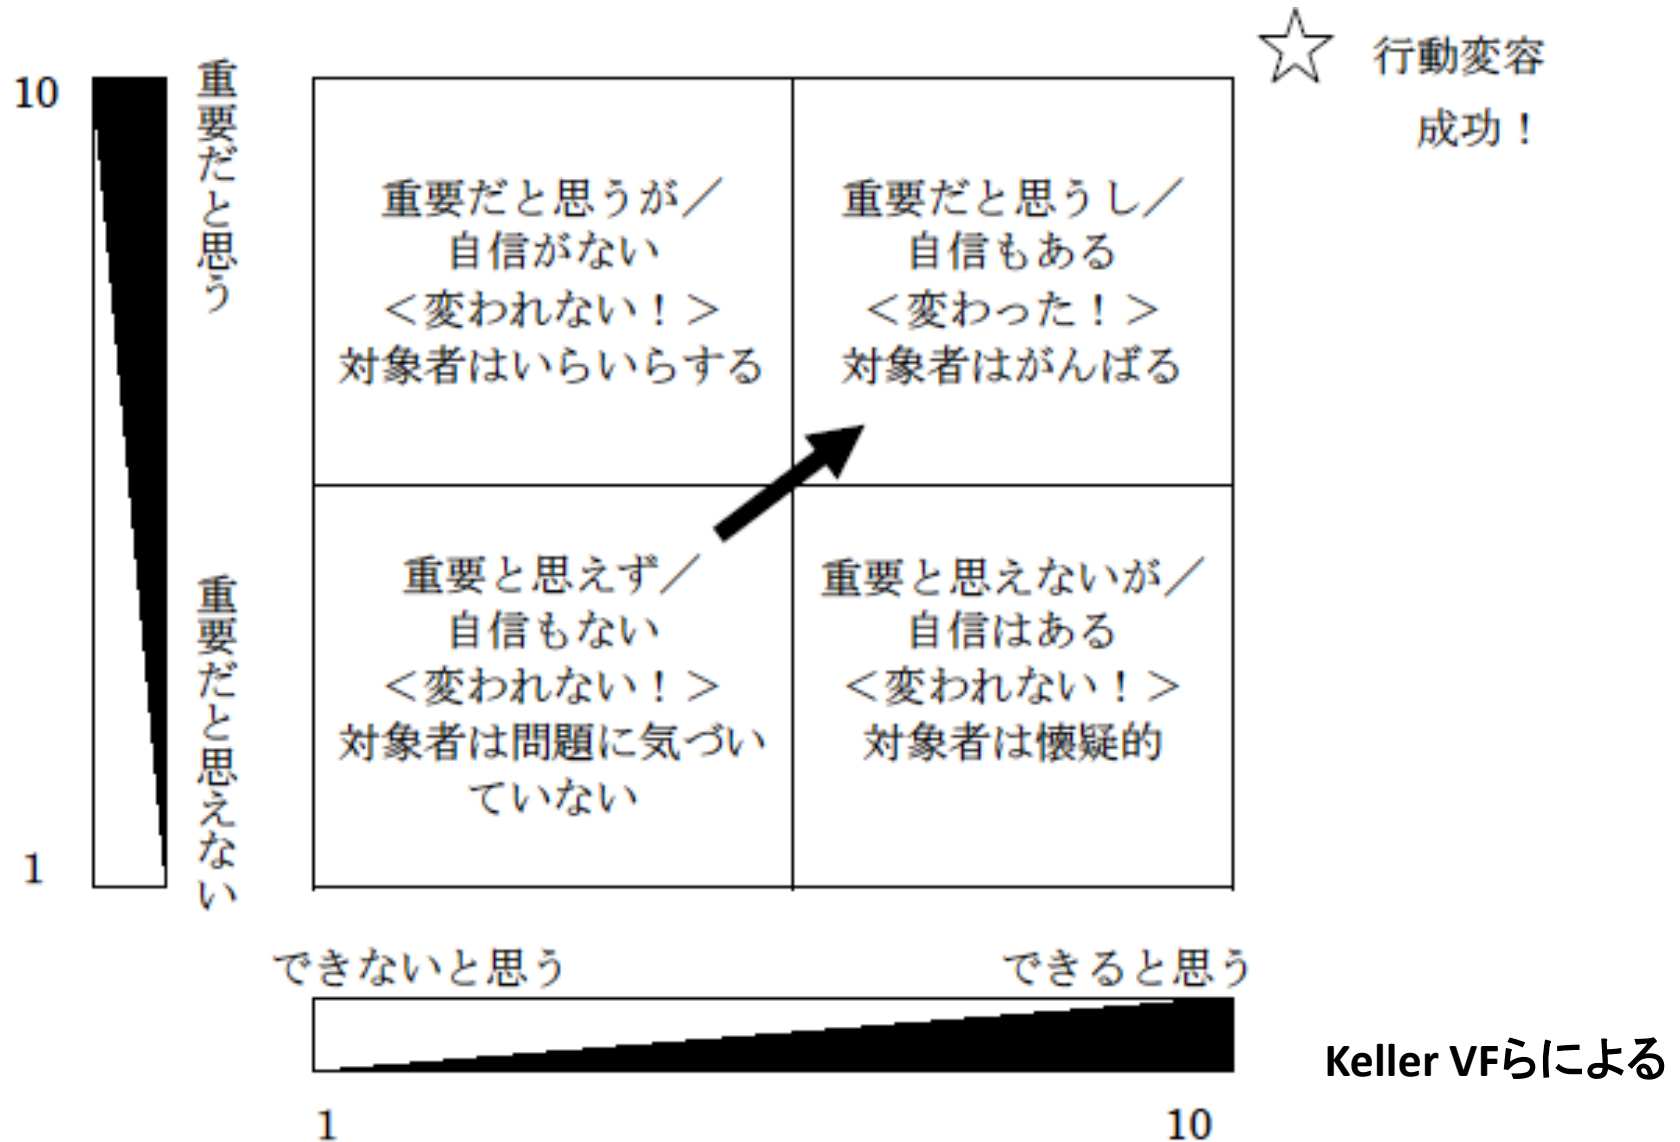 行動変容
成功！
10
重要だと思う
重要だと思えない
1
重要だと思うが／
自信がない
＜変われない！＞
対象者はいらいらする
重要だと思うし／
自信もある
＜変わった！＞
対象者はがんばる
重要と思えず／
自信もない
＜変われない！＞
対象者は問題に気づい
ていない
重要と思えないが／
自信はある
＜変われない！＞
対象者は懐疑的
できないと思う
できると思う
1
10
Keller VFらによる